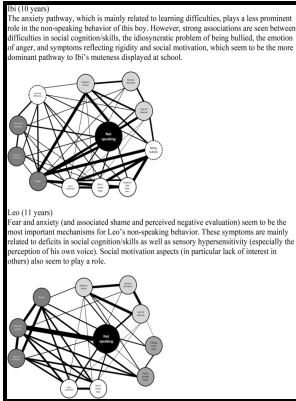 Ibi (10 years)
The anxiety pathway, which is mainly related to learning difficulties, plays a less prominent
role in the non-speaking behavior of this boy. However, strong associations are seen between
difficulties in social cognition/skills, the idiosyncratic problem of being bullied, the emotion
of anger, and symptoms reflecting rigidity and social motivation, which seem to be the more
dominant pathway to Ibi's muteness displayed at school.
Not
speaking
Leo (11 years)
Fear and anxiety (and associated shame and perceived negative evaluation) seem to be the
most important mechanisms for Leo's non-speaking behavior. These symptoms are mainly
related to deficits in social cognition/skills as well as sensory hypersensitivity (especially the
perception of his own voice). Social motivation aspects (in particular lack of interest in
others) also seem to play a role.
Not
speaking